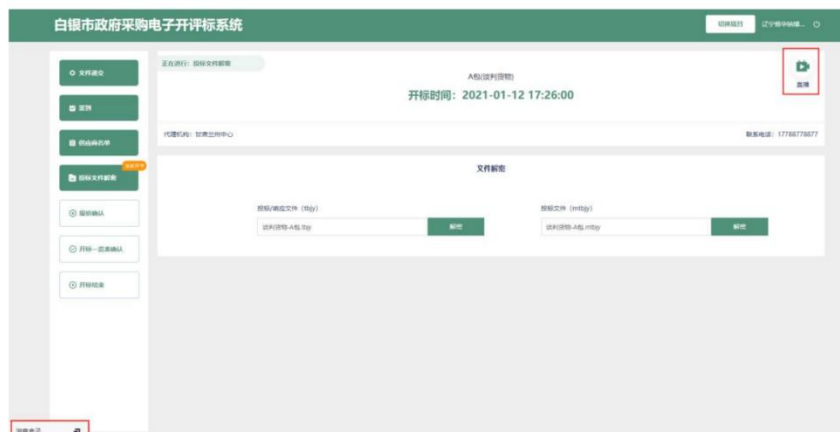 白银市政府采购电子开评标系统
切换项目
文件递交
签到
供应商名单
投标文件解密
报价确认
开标一览表确认
开标结束
正在进行：投标文件解密
A包(谈判货物)
开标时间：2021-01-12 17:26:00
直播
代理机构：甘肃兰州中心
联系电话：17788778877
文件解密
投标/响应文件（tbjy）
谈判货物-A包.tbjy
解密
投标文件（mtbjy）
谈判货物-A包.mtbjy
解密